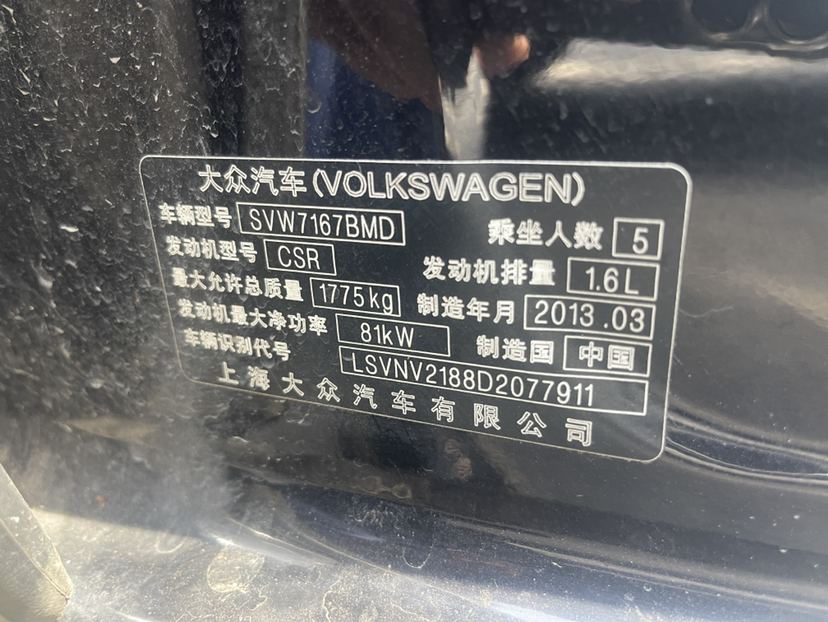 大众汽车(VOLKSWAGEN)
车辆型号 SVW7167BMD 乘坐人数 5
发动机型号 CSR 发动机排量 1.6L
最大允许总质量 1775kg 制造年月 2013.03
发动机最大净功率 81kW 制造国 中国
车辆识别代号 LSVNV2188D2077911
上海大众汽车有限公司